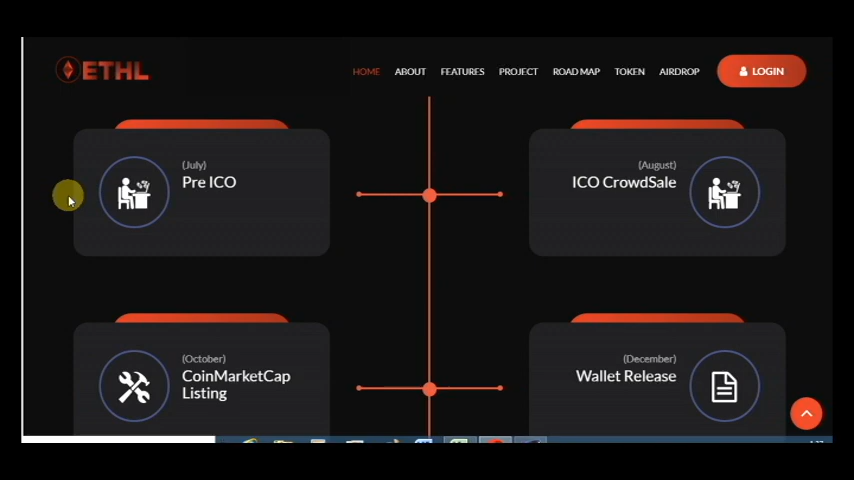 ETHL
HOME ABOUT FEATURES PROJECT ROAD MAP TOKEN AIRDROP LOGIN
(July)
Pre ICO
(August)
ICO CrowdSale
(October)
CoinMarketCap
Listing
(December)
Wallet Release